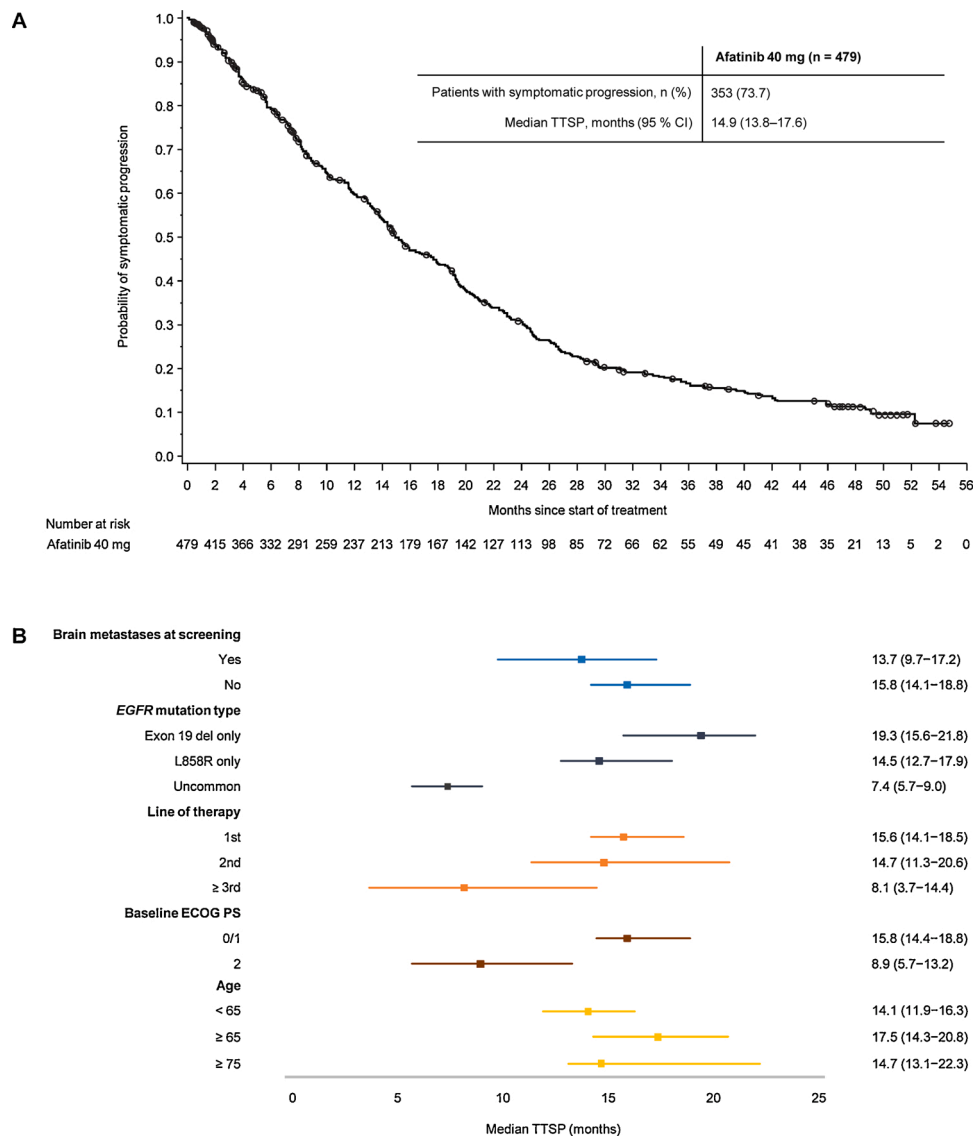 A
Afatinib 40 mg (n = 479)
Patients with symptomatic progression, n (%) 353 (73.7)
Median TTSP, months (95 % CI) 14.9 (13.8–17.6)
Probability of symptomatic progression
1.0
0.9
0.8
0.7
0.6
0.5
0.4
0.3
0.2
0.1
0.0
0 2 4 6 8 10 12 14 16 18 20 22 24 26 28 30 32 34 36 38 40 42 44 46 48 50 52 54 56
Months since start of treatment
Number at risk
Afatinib 40 mg 479 415 366 332 291 259 237 213 179 167 142 127 113 98 85 72 66 62 55 49 45 41 38 35 21 13 5 2 0
B
Brain metastases at screening
Yes 13.7 (9.7–17.2)
No 15.8 (14.1–18.8)
EGFR mutation type
Exon 19 del only 19.3 (15.6–21.8)
L858R only 14.5 (12.7–17.9)
Uncommon 7.4 (5.7–9.0)
Line of therapy
1st 15.6 (14.1–18.5)
2nd 14.7 (11.3–20.6)
≥ 3rd 8.1 (3.7–14.4)
Baseline ECOG PS
0/1 15.8 (14.4–18.8)
2 8.9 (5.7–13.2)
Age
< 65 14.1 (11.9–16.3)
≥ 65 17.5 (14.3–20.8)
≥ 75 14.7 (13.1–22.3)
0 5 10 15 20 25
Median TTSP (months)